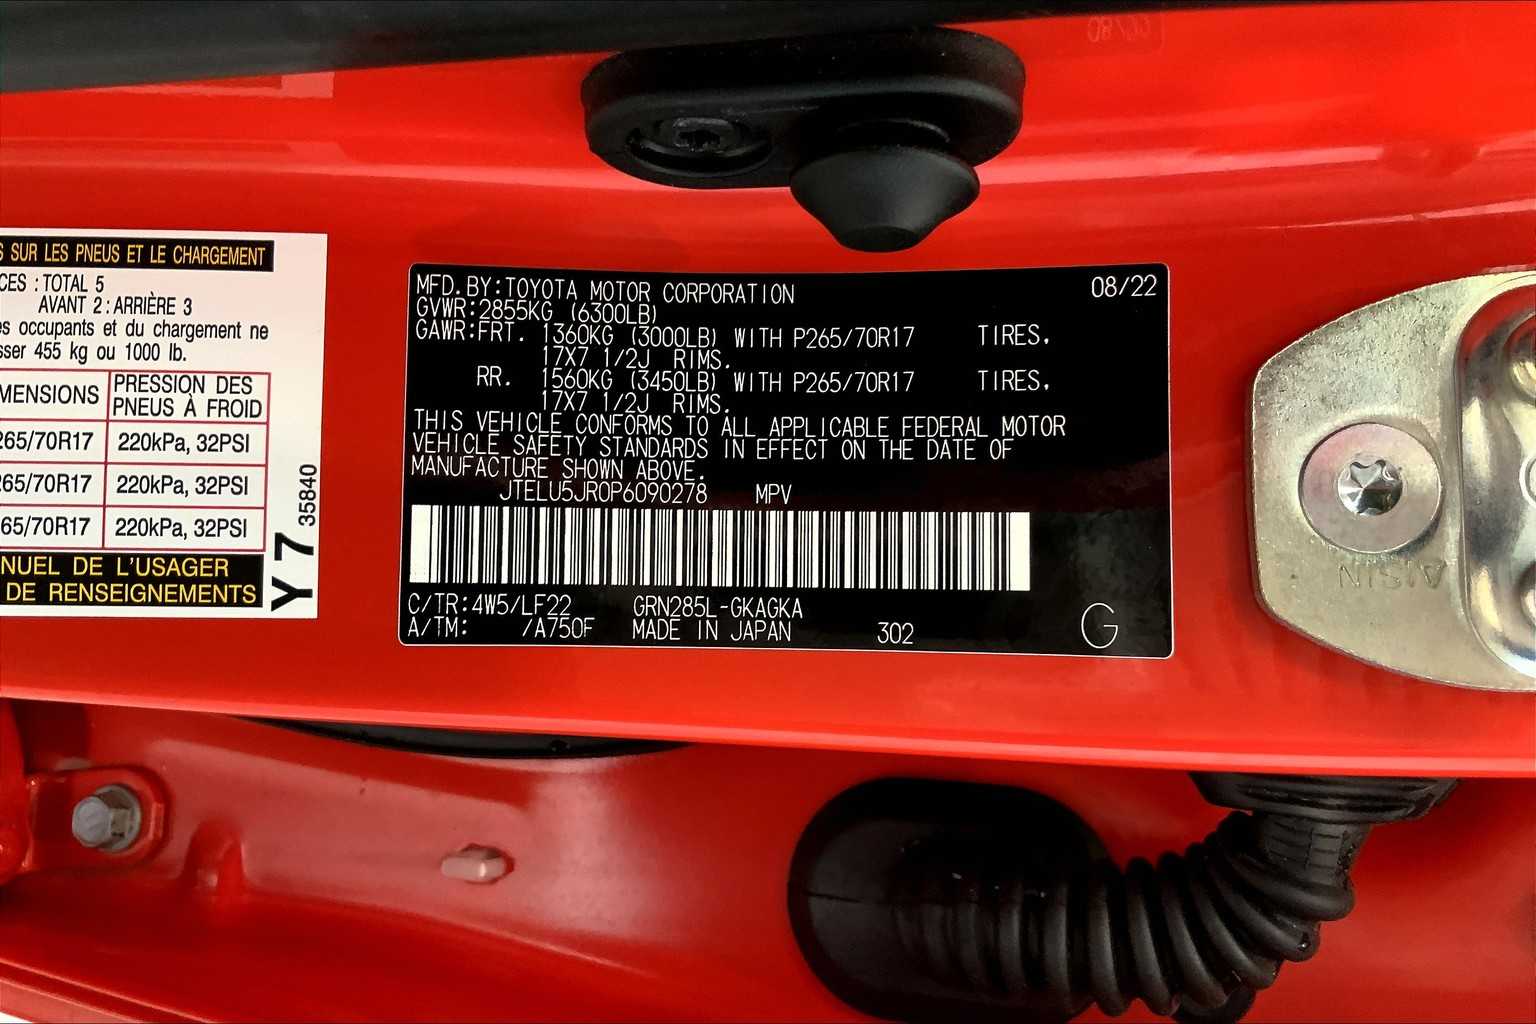 S SUR LES PNEUS ET LE CHARGEMENT
CES : TOTAL 5
AVANT 2 : ARRIÈRE 3
es occupants et du chargement ne
sser 455 kg ou 1000 lb.
MENSIONS
PRESSION DES
PNEUS À FROID
265/70R17 220kPa, 32PSI
265/70R17 220kPa, 32PSI
65/70R17 220kPa, 32PSI
NUEL DE L'USAGER
DE RENSEIGNEMENTS
Y7 35840
MFD. BY: TOYOTA MOTOR CORPORATION 08/22
GVWR: 2855KG (6300LB)
GAWR: FRT. 1360KG (3000LB) WITH P265/70R17 TIRES,
17X7 1/2J RIMS.
RR. 1560KG (3450LB) WITH P265/70R17 TIRES,
17X7 1/2J RIMS.
THIS VEHICLE CONFORMS TO ALL APPLICABLE FEDERAL MOTOR
VEHICLE SAFETY STANDARDS IN EFFECT ON THE DATE OF
MANUFACTURE SHOWN ABOVE.
JTELU5JR0P6090278 MPV
C/TR: 4W5/LF22 GRN285L-GKAGKA
A/TM: /A750F MADE IN JAPAN 302
G
AISIN